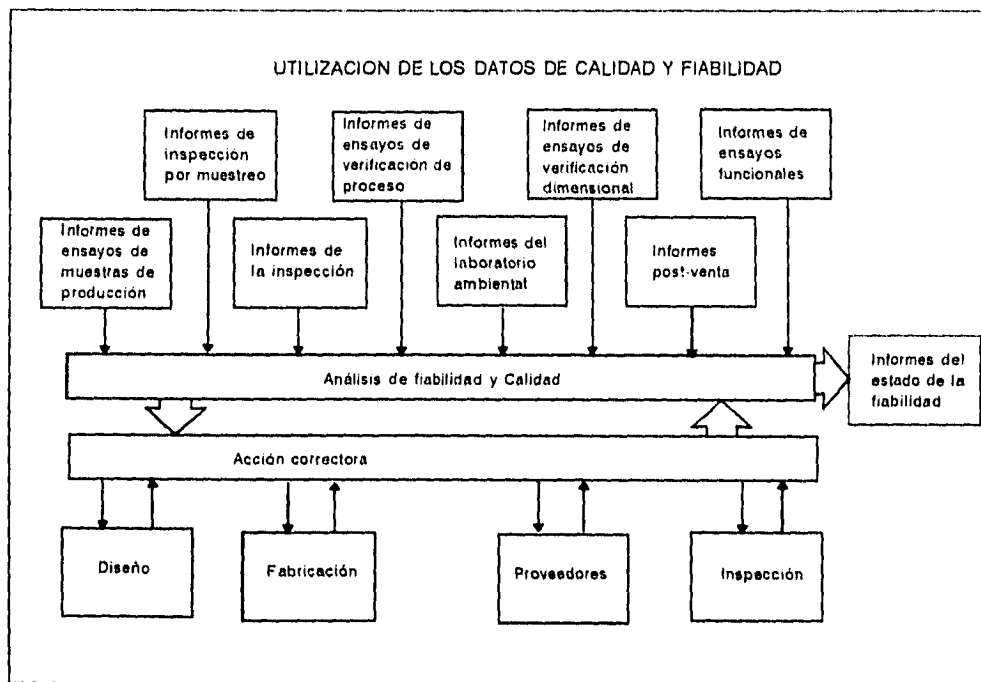 UTILIZACION DE LOS DATOS DE CALIDAD Y FIABILIDAD
Informes de
inspección
por muestreo
Informes de
ensayos de
verificación de
proceso
Informes de
ensayos de
verificación
dimensional
Informes de
ensayos
funcionales
Informes de
ensayos de
muestras de
producción
Informes de
la inspección
Informes del
laboratorio
ambiental
Informes
post-venta
Análisis de fiabilidad y Calidad
Informes del
estado de la
fiabilidad
Acción correctora
Diseño
Fabricación
Proveedores
Inspección